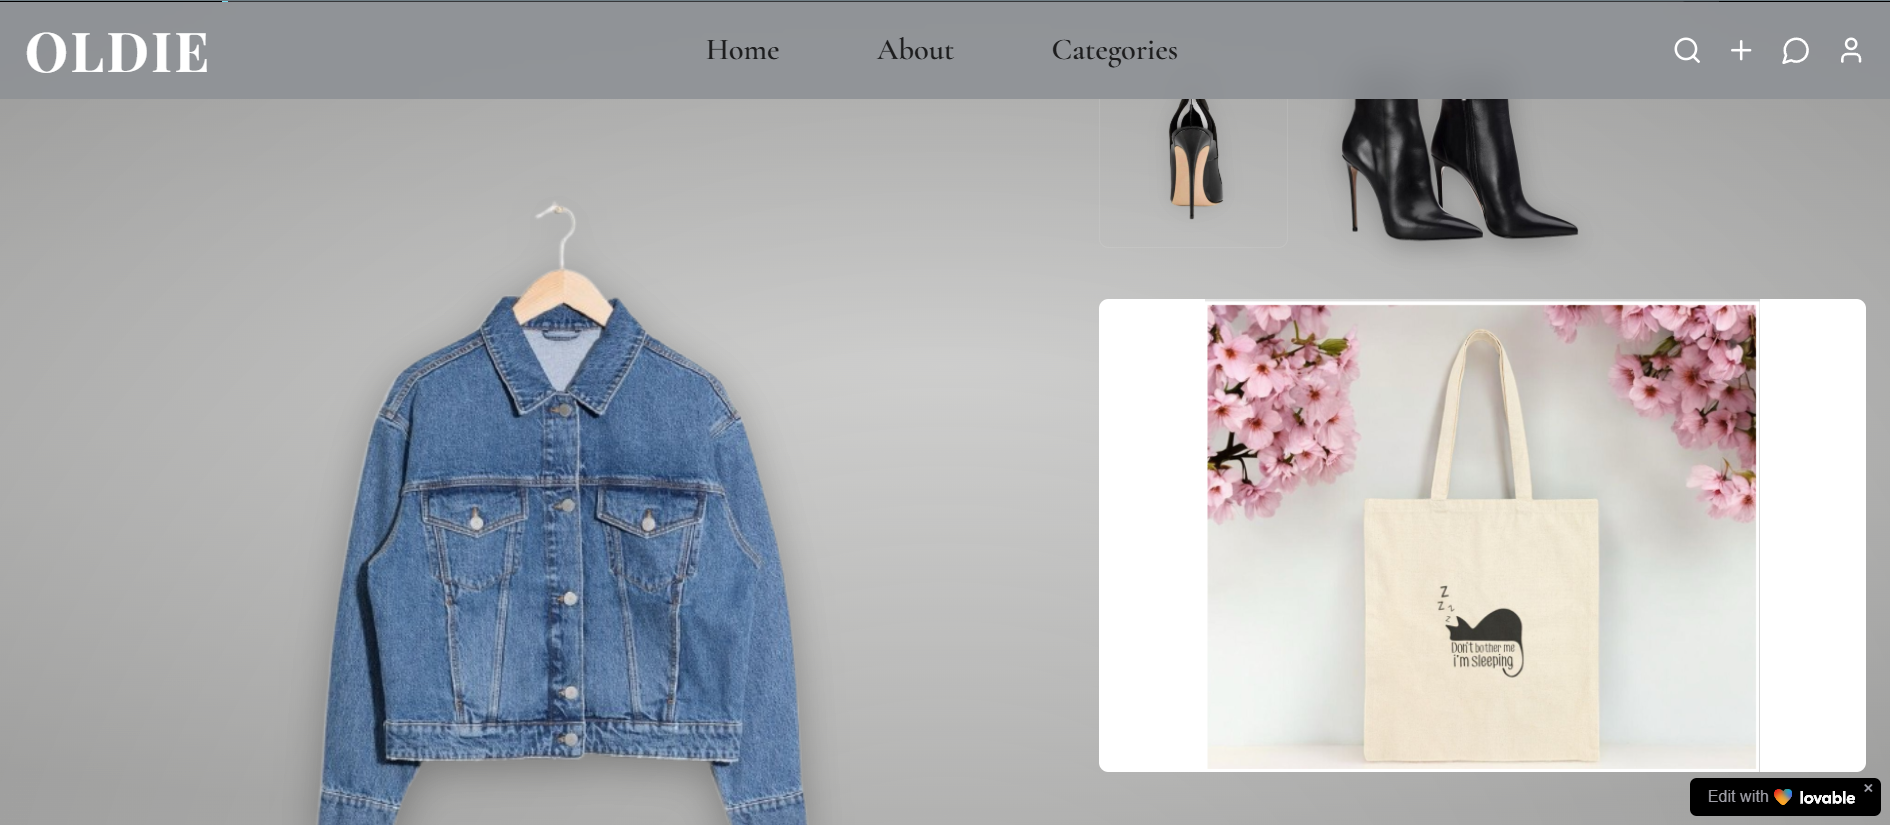 OLDIE
Home
About
Categories
z
z z
z
Don't bother me
i'm sleeping
Edit with lovable